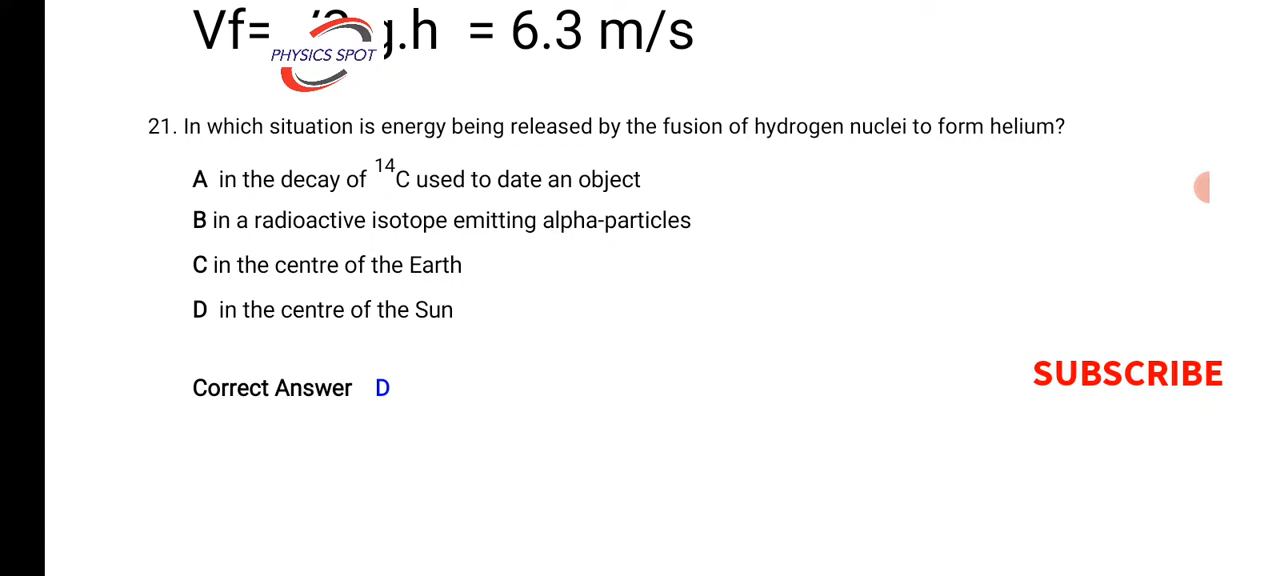 Vf= g.h = 6.3 m/s
PHYSICS SPOT
21. In which situation is energy being released by the fusion of hydrogen nuclei to form helium?
A in the decay of ¹⁴C used to date an object
B in a radioactive isotope emitting alpha-particles
C in the centre of the Earth
D in the centre of the Sun
SUBSCRIBE
Correct Answer D